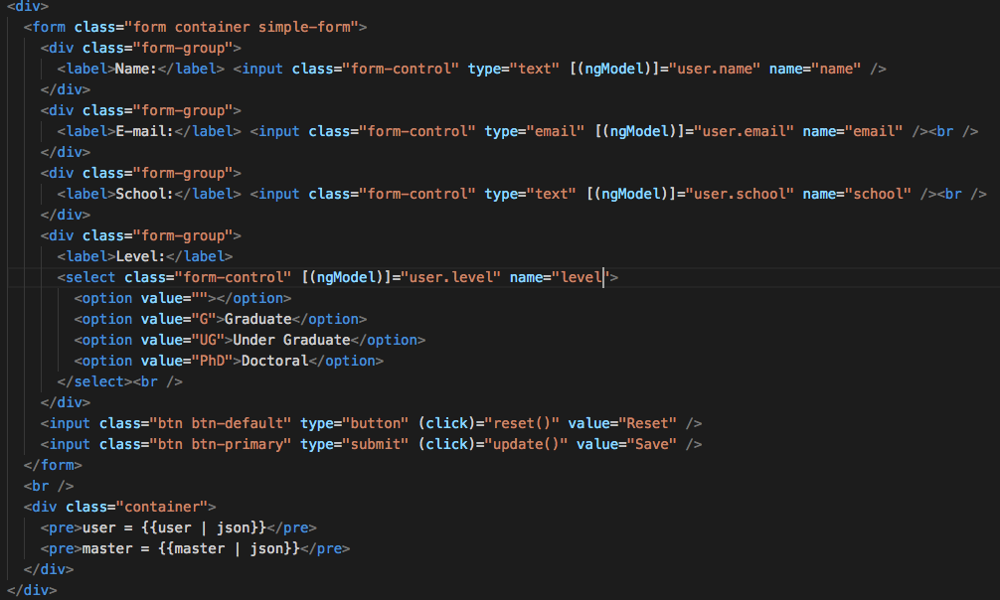 <div>
  <form class="form container simple-form">
    <div class="form-group">
      <label>Name:</label> <input class="form-control" type="text" [(ngModel)]="user.name" name="name" />
    </div>
    <div class="form-group">
      <label>E-mail:</label> <input class="form-control" type="email" [(ngModel)]="user.email" name="email" /><br />
    </div>
    <div class="form-group">
      <label>School:</label> <input class="form-control" type="text" [(ngModel)]="user.school" name="school" /><br />
    </div>
    <div class="form-group">
      <label>Level:</label>
      <select class="form-control" [(ngModel)]="user.level" name="level">
        <option value=""></option>
        <option value="G">Graduate</option>
        <option value="UG">Under Graduate</option>
        <option value="PhD">Doctoral</option>
      </select><br />
    </div>
    <input class="btn btn-default" type="button" (click)="reset()" value="Reset" />
    <input class="btn btn-primary" type="submit" (click)="update()" value="Save" />
  </form>
  <br />
  <div class="container">
    <pre>user = {{user | json}}</pre>
    <pre>master = {{master | json}}</pre>
  </div>
</div>